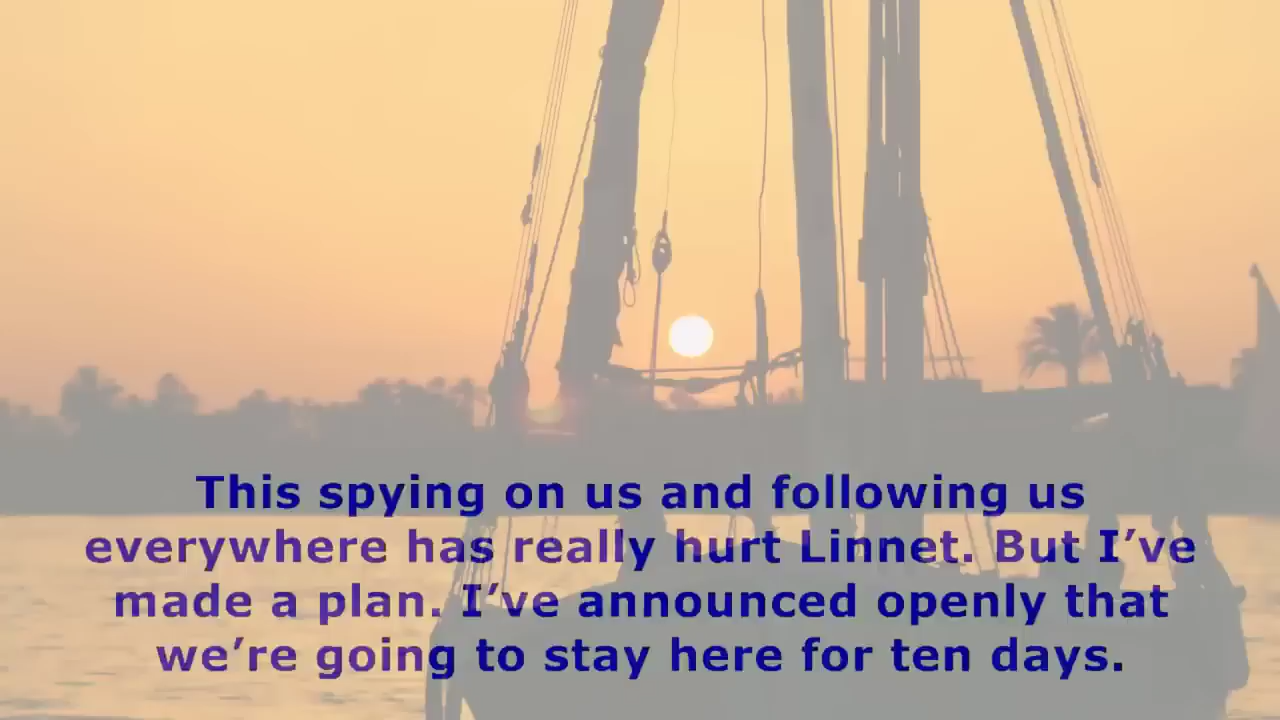 This spying on us and following us
everywhere has really hurt Linnet. But I’ve
made a plan. I’ve announced openly that
we’re going to stay here for ten days.